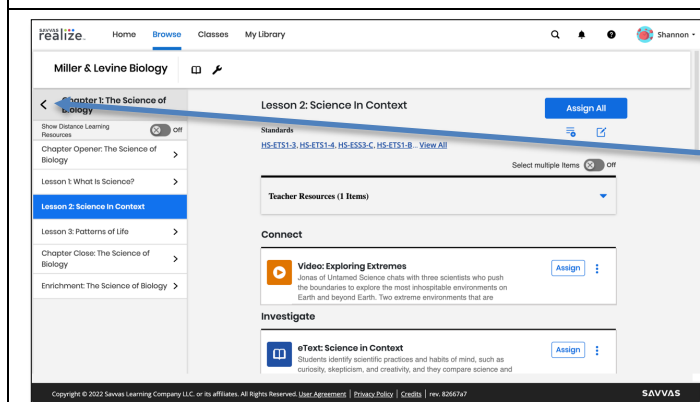 SAVVAS
realize. Home Browse Classes My Library Shannon
Miller & Levine Biology
Chapter 1: The Science of
Biology
Show Distance Learning
Resources Off
Chapter Opener: The Science of
Biology
Lesson 1: What Is Science?
Lesson 2: Science In Context
Lesson 3: Patterns of Life
Chapter Close: The Science of
Biology
Enrichment: The Science of Biology
Lesson 2: Science In Context
Assign All
Standards
HS-ETS1-3, HS-ETS1-4, HS-ESS3-C, HS-ETS1-B... View All
Select multiple Items Off
Teacher Resources (1 Items)
Connect
Video: Exploring Extremes
Assign
Jonas of Untamed Science chats with three scientists who push
the boundaries to explore the most inhospitable environments on
Earth and beyond Earth. Two extreme environments that are
Investigate
eText: Science in Context
Assign
Students identify scientific practices and habits of mind, such as
curiosity, skepticism, and creativity, and they compare science and
Copyright © 2022 Savvas Learning Company LLC. or its affiliates. All Rights Reserved. User Agreement | Privacy Policy | Credits | rev. 82667a7
SAVVAS